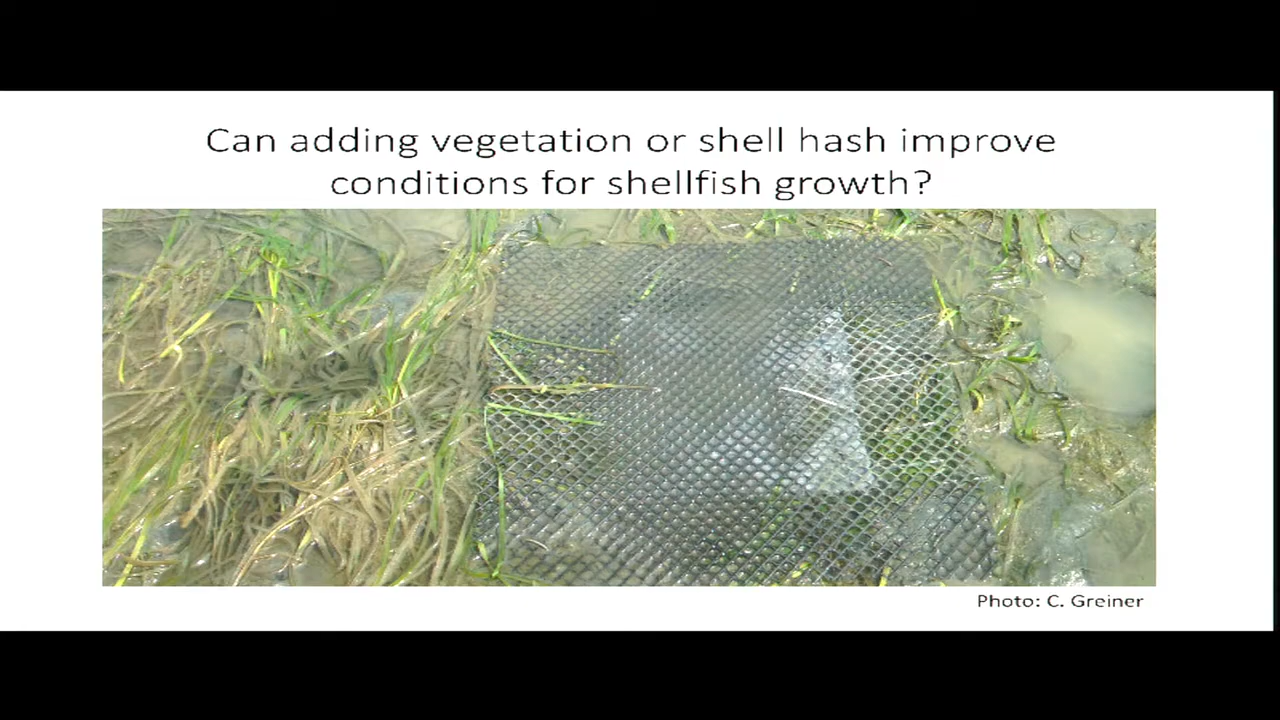 Can adding vegetation or shell hash improve
conditions for shellfish growth?
Photo: C. Greiner